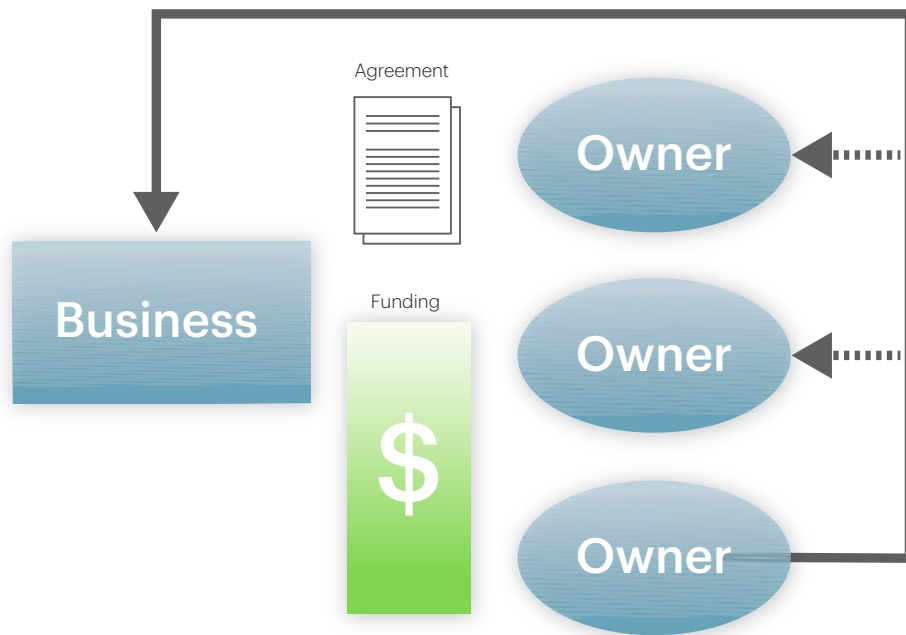 Agreement
Owner
Business
Funding
Owner
$
Owner